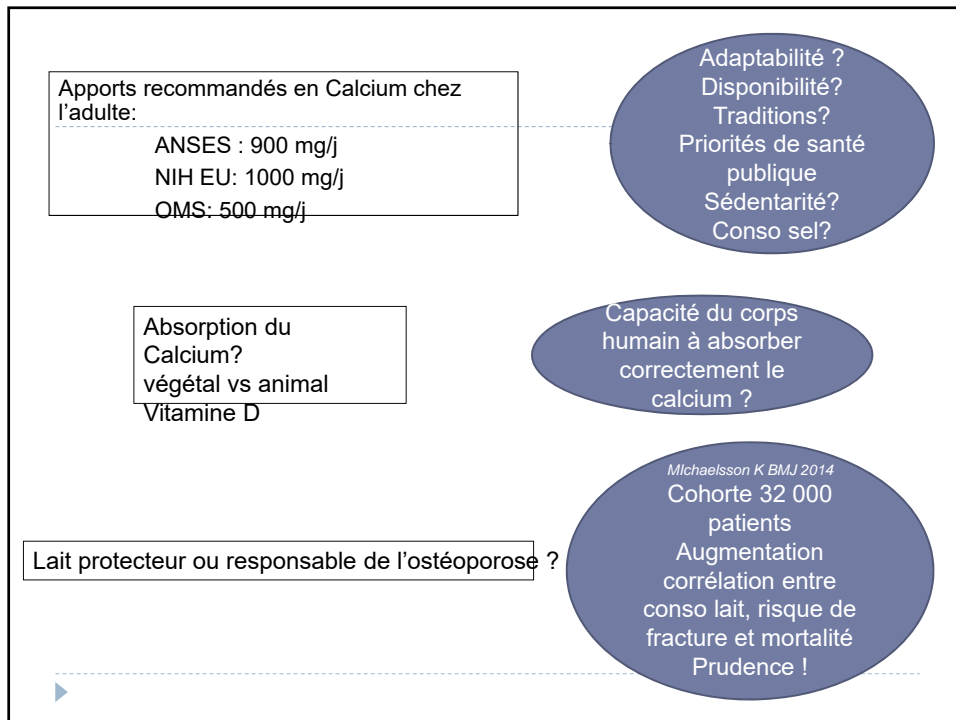 Apports recommandés en Calcium chez
l’adulte:
ANSES : 900 mg/j
NIH EU: 1000 mg/j
OMS: 500 mg/j
Adaptabilité ?
Disponibilité?
Traditions?
Priorités de santé
publique
Sédentarité?
Conso sel?
Absorption du
Calcium?
végétal vs animal
Vitamine D
Capacité du corps
humain à absorber
correctement le
calcium ?
Lait protecteur ou responsable de l’ostéoporose ?
MIchaelsson K BMJ 2014
Cohorte 32 000
patients
Augmentation
corrélation entre
conso lait, risque de
fracture et mortalité
Prudence !